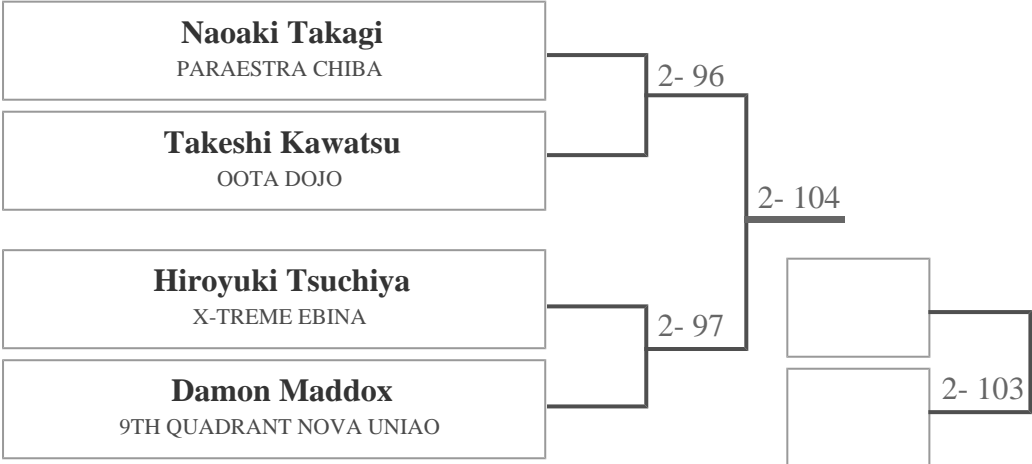 Naoaki Takagi
PARAESTRA CHIBA
2- 96
Takeshi Kawatsu
OOTA DOJO
2- 104
Hiroyuki Tsuchiya
X-TREME EBINA
2- 97
Damon Maddox
9TH QUADRANT NOVA UNIAO
2- 103